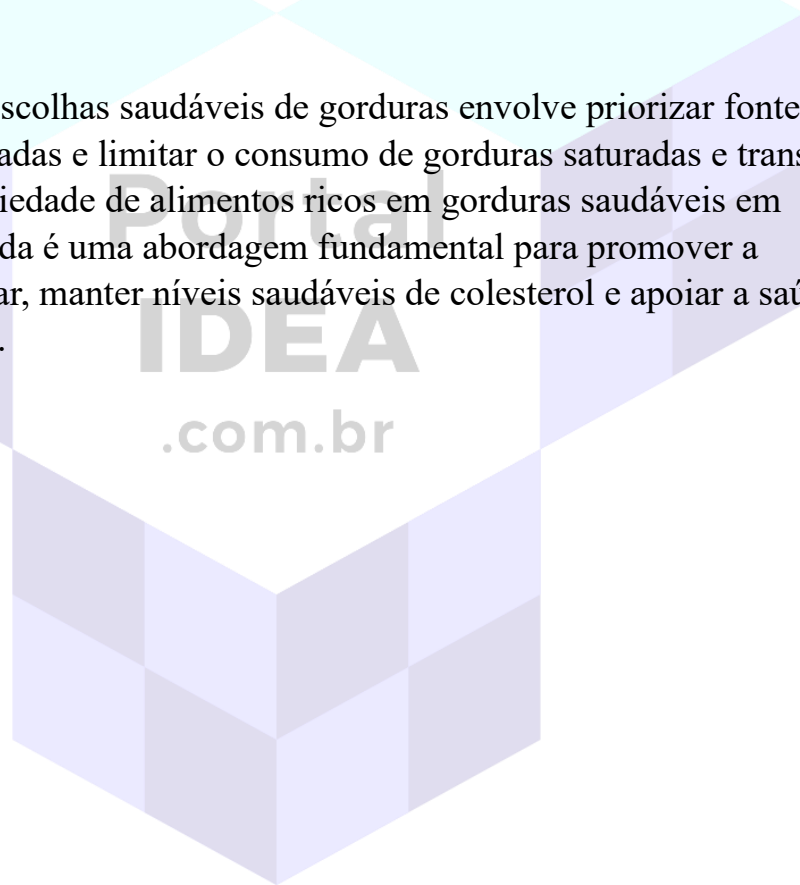 scolhas saudáveis de gorduras envolve priorizar fonte
adas e limitar o consumo de gorduras saturadas e trans
iedade de alimentos ricos em gorduras saudáveis em
da é uma abordagem fundamental para promover a
ar, manter níveis saudáveis de colesterol e apoiar a saú
.
Portal
IDEA
.com.br